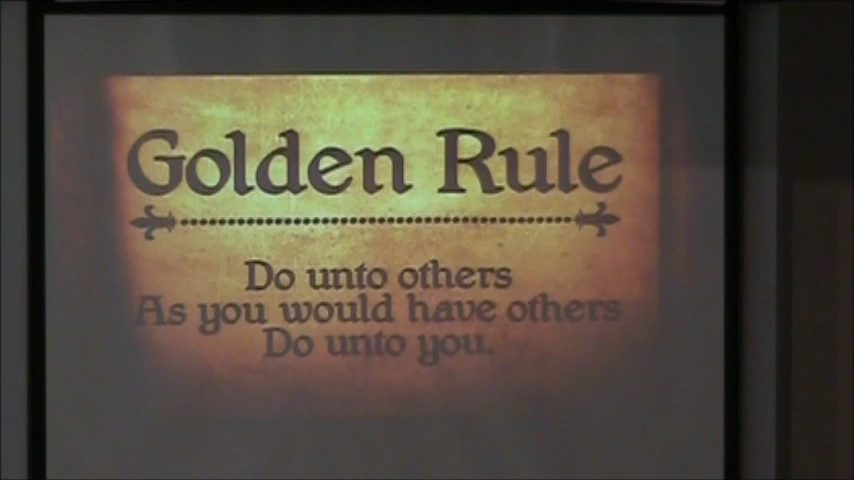 Golden Rule
Do unto others
As you would have others
Do unto you.